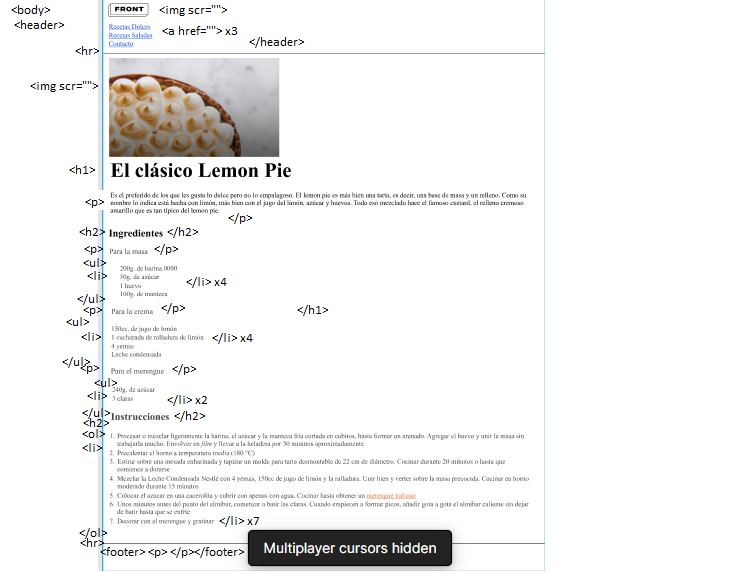 <body>
FRONT <img scr="">
<header>
Recetas Dulces
Recetas Saladas <a href=""> x3
Contacto </header>
<hr>
<img scr="">
<h1> El clásico Lemon Pie
Es el preferido de los que les gusta lo dulce pero no lo empalagoso. El lemon pie es más bien una tarta, es decir, una base de masa y un relleno. Como su
<p> nombre lo indica está hecha con limón, más bien con el jugo del limón, azúcar y huevos. Todo eso mezclado hace el famoso custard, el relleno cremoso
amarillo que es tan típico del lemon pie.
</p>
<h2> Ingredientes </h2>
<p> Para la masa </p>
<ul>
200g. de harina 0000
<li> 50g. de azúcar </li> x4
1 huevo
100g. de manteca
</ul>
<p> Para la crema </p> </h1>
<ul>
150cc. de jugo de limón
<li> 1 cucharada de ralladura de limón </li> x4
4 yemas
Leche condensada
</ul>
<p> Para el merengue </p>
<ul>
240g. de azúcar
<li> 3 claras </li> x2
</ul>
<h2> Instrucciones </h2>
<ol>
1. Procesar o mezclar ligeramente la harina, el azúcar y la manteca fría cortada en cubitos, hasta formar un arenado. Agregar el huevo y unir la masa sin
<li> trabajarla mucho. Envolver en film y llevar a la heladera por 30 minutos aproximadamente
2. Precalentar el horno a temperatura media (180 °C)
3. Estirar sobre una mesada enharinada y tapizar un molde para tarta desmontable de 22 cm de diámetro. Cocinar durante 20 minutos o hasta que
comience a dorarse
4. Mezclar la Leche Condensada Nestlé con 4 yemas, 150cc de jugo de limón y la ralladura. Unir bien y verter sobre la masa precocida. Cocinar en horno
moderado durante 15 minutos
5. Colocar el azúcar en una cacerolita y cubrir con apenas con agua. Cocinar hasta obtener un merengue italiano
6. Unos minutos antes del punto del almíbar, comenzar a batir las claras. Cuando empiecen a formar picos, añadir gota a gota el almíbar caliente sin dejar
de batir hasta que se enfríe
7. Decorar con el merengue y gratinar </li> x7
</ol>
<hr>
<footer> <p> </p></footer>
Multiplayer cursors hidden